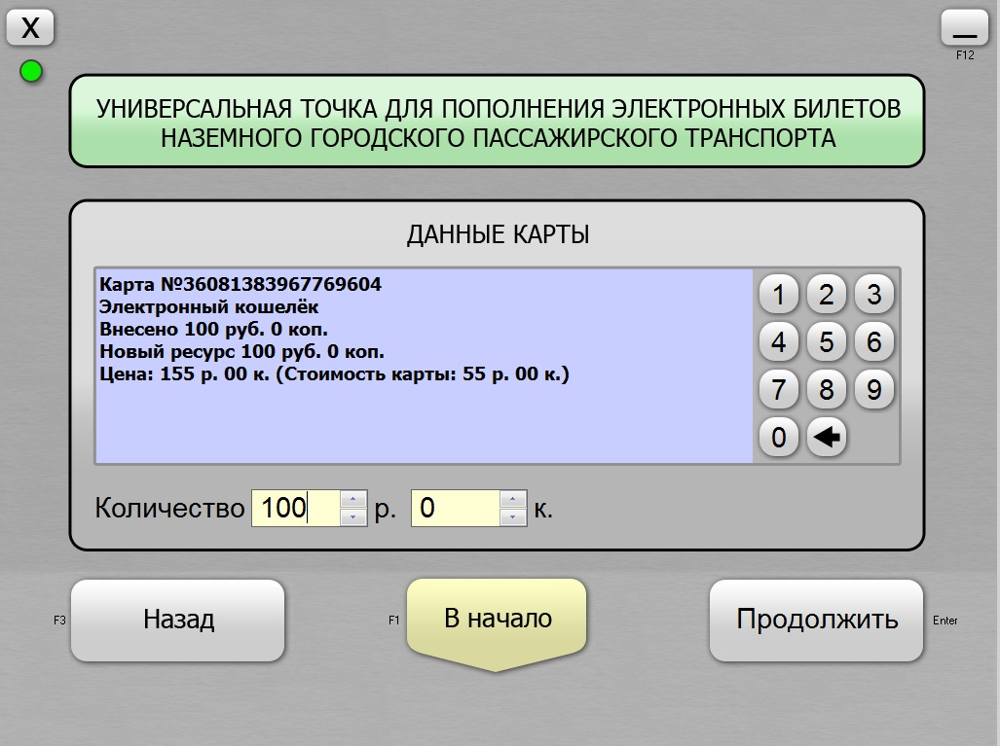 X
F12
УНИВЕРСАЛЬНАЯ ТОЧКА ДЛЯ ПОПОЛНЕНИЯ ЭЛЕКТРОННЫХ БИЛЕТОВ
НАЗЕМНОГО ГОРОДСКОГО ПАССАЖИРСКОГО ТРАНСПОРТА
ДАННЫЕ КАРТЫ
Карта №36081383967769604
Электронный кошелёк
Внесено 100 руб. 0 коп.
Новый ресурс 100 руб. 0 коп.
Цена: 155 р. 00 к. (Стоимость карты: 55 р. 00 к.)
1 2 3
4 5 6
7 8 9
0
Количество 100 р. 0 к.
F3 Назад F1 В начало Продолжить Enter